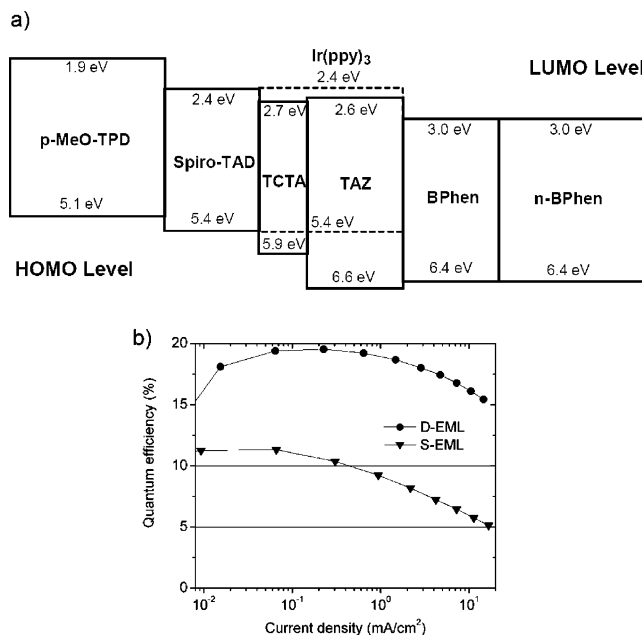 a)
Ir(ppy)3
LUMO Level
1.9 eV
2.4 eV
2.4 eV
2.7 eV
2.6 eV
3.0 eV
3.0 eV
p-MeO-TPD
Spiro-TAD
TCTA
TAZ
BPhen
n-BPhen
5.1 eV
5.4 eV
5.4 eV
5.9 eV
6.6 eV
6.4 eV
6.4 eV
HOMO Level
b)
20
15
10
5
0
Quantum efficiency (%)
D-EML
S-EML
10-2
10-1
100
101
Current density (mA/cm2)